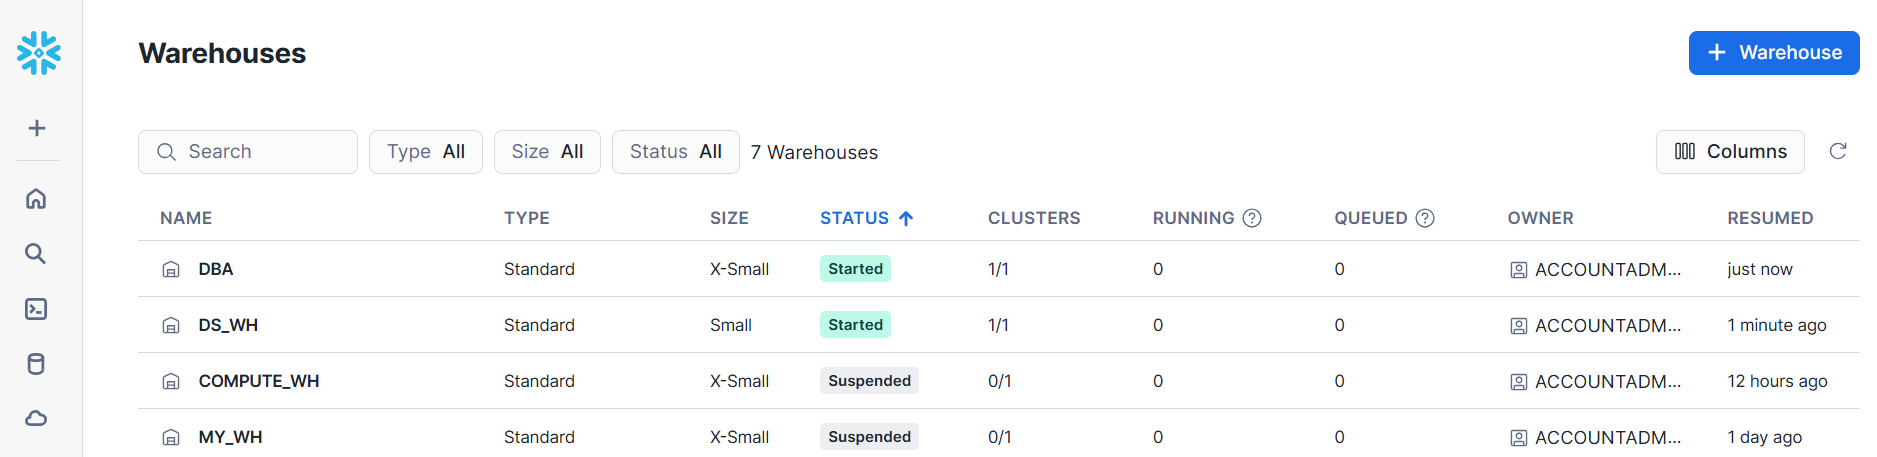 Warehouses
+ Warehouse
Search Type All Size All Status All 7 Warehouses Columns
NAME TYPE SIZE STATUS CLUSTERS RUNNING QUEUED OWNER RESUMED
DBA Standard X-Small Started 1/1 0 0 ACCOUNTADM... just now
DS_WH Standard Small Started 1/1 0 0 ACCOUNTADM... 1 minute ago
COMPUTE_WH Standard X-Small Suspended 0/1 0 0 ACCOUNTADM... 12 hours ago
MY_WH Standard X-Small Suspended 0/1 0 0 ACCOUNTADM... 1 day ago